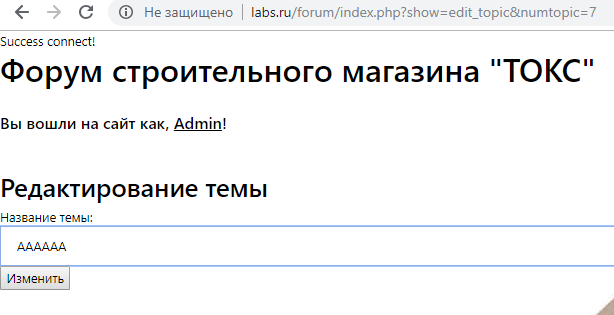 Не защищено labs.ru/forum/index.php?show=edit_topic&numtopic=7
Success connect!
Форум строительного магазина "ТОКС"
Вы вошли на сайт как, Admin!
Редактирование темы
Название темы:
АААААА
Изменить